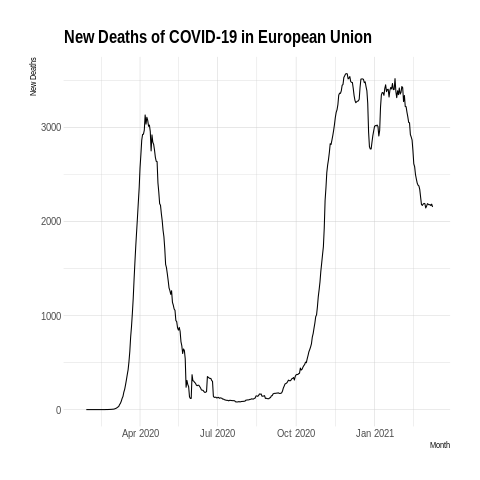 New Deaths of COVID-19 in European Union
New Deaths
3000
2000
1000
0
Apr 2020
Jul 2020
Oct 2020
Jan 2021
Month